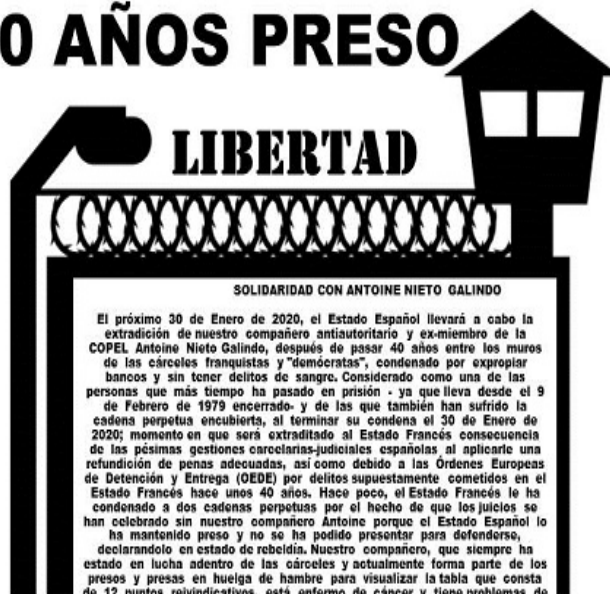 0 AÑOS PRESO
LIBERTAD
SOLIDARIDAD CON ANTOINE NIETO GALINDO
El próximo 30 de Enero de 2020, el Estado Español llevará a cabo la
extradición de nuestro compañero antiautoritario y ex-miembro de la
COPEL Antoine Nieto Galindo, después de pasar 40 años entre los muros
de las cárceles franquistas y "demócratas", condenado por expropiar
bancos y sin tener delitos de sangre. Considerado como una de las
personas que más tiempo ha pasado en prisión - ya que lleva desde el 9
de Febrero de 1979 encerrado- y de las que también han sufrido la
cadena perpetua encubierta, al terminar su condena el 30 de Enero de
2020; momento en que será extraditado al Estado Francés consecuencia
de las pésimas gestiones carcelarias-judiciales españolas al aplicarle una
refundición de penas adecuadas, así como debido a las Órdenes Europeas
de Detención y Entrega (OEDE) por delitos supuestamente cometidos en el
Estado Francés hace unos 40 años. Hace poco, el Estado Francés le ha
condenado a dos cadenas perpetuas por el hecho de que los juicios se
han celebrado sin nuestro compañero Antoine porque el Estado Español lo
ha mantenido preso y no se ha podido presentar para defenderse,
declarandolo en estado de rebeldía. Nuestro compañero, que siempre ha
estado en lucha adentro de las cárceles y actualmente forma parte de los
presos y presas en huelga de hambre para visualizar la tabla que consta
de 12 puntos reivindicativos, está enfermo de cáncer y tiene problemas de